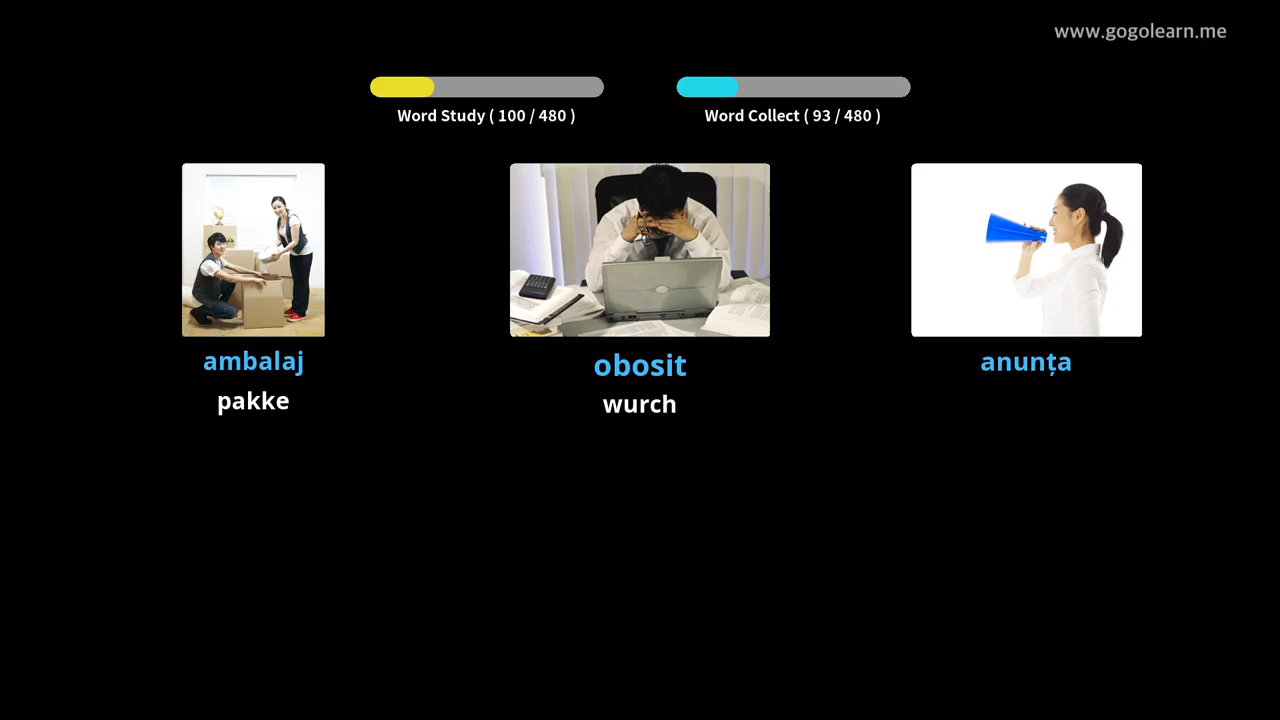 www.gogolearn.me
Word Study ( 100 / 480 )
Word Collect ( 93 / 480 )
ambalaj
obosit
anunța
pakke
wurch